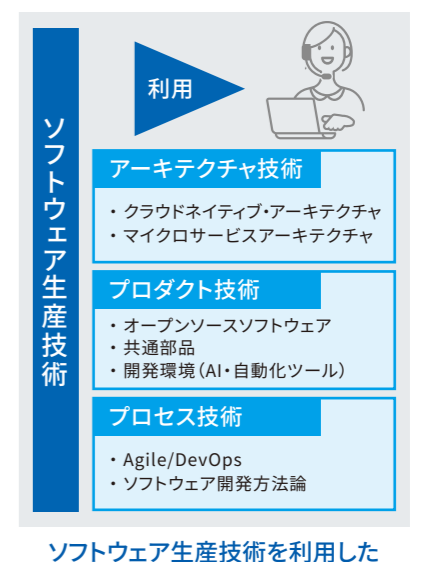 ソフトウェア生産技術
利用
アーキテクチャ技術
・クラウドネイティブ・アーキテクチャ
・マイクロサービスアーキテクチャ
プロダクト技術
・オープンソースソフトウェア
・共通部品
・開発環境（AI・自動化ツール）
プロセス技術
・Agile/DevOps
・ソフトウェア開発方法論
ソフトウェア生産技術を利用した